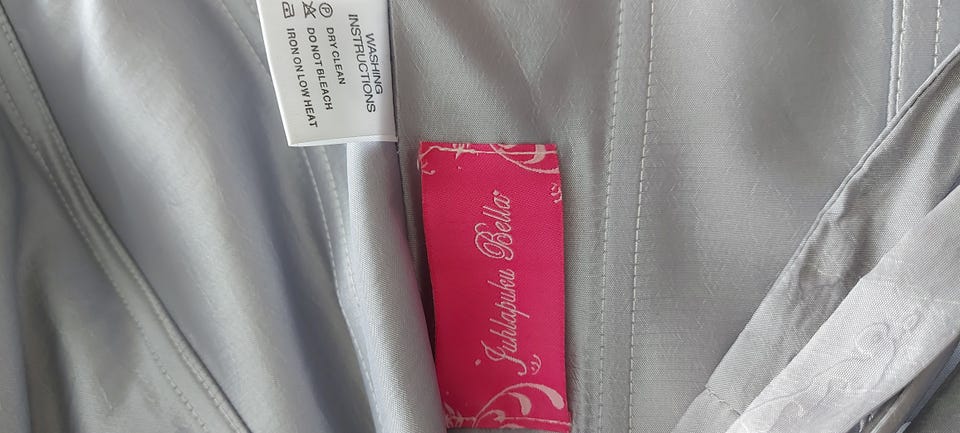 WASHING
INSTRUCTIONS
Ⓟ DRY CLEAN
DO NOT BLEACH
IRON ON LOW HEAT
Juhlapuku Bella